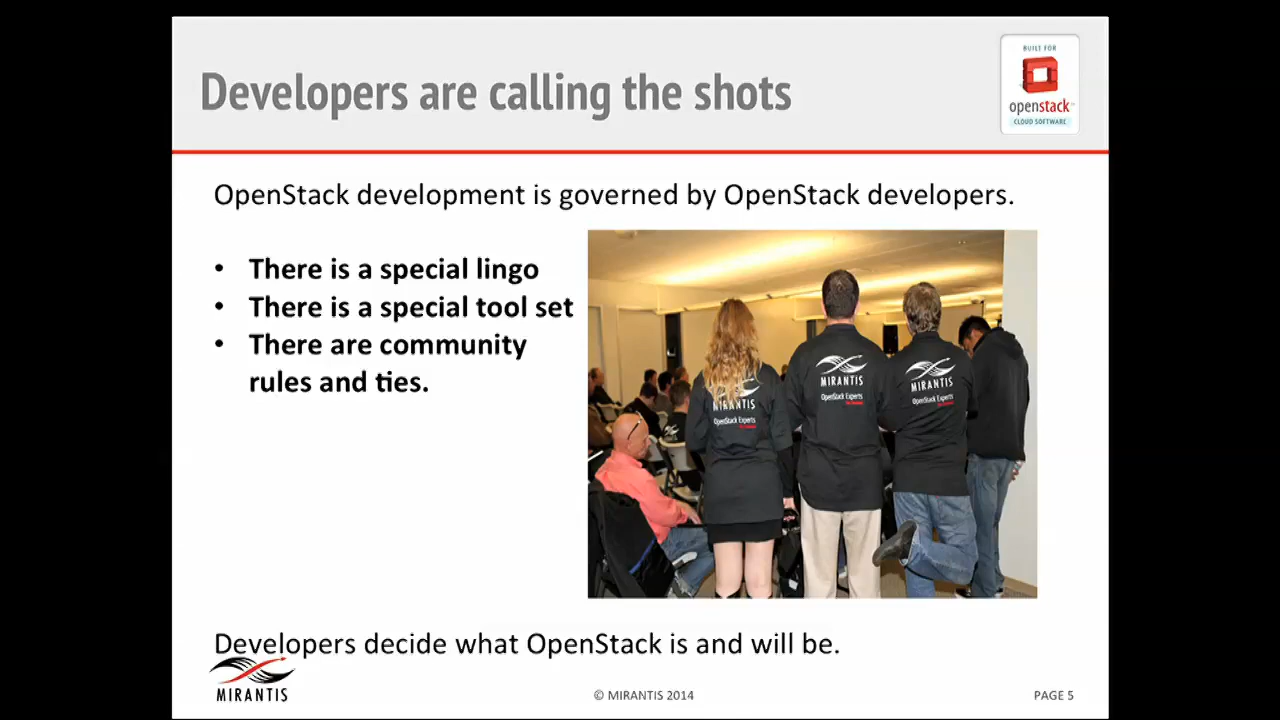 Developers are calling the shots
BUILT FOR
openstack™
CLOUD SOFTWARE
OpenStack development is governed by OpenStack developers.
• There is a special lingo
• There is a special tool set
• There are community
rules and ties.
MIRANTIS
OpenStack Experts
MIRANTIS
OpenStack Experts
MIRANTIS
OpenStack Experts
Developers decide what OpenStack is and will be.
MIRANTIS
© MIRANTIS 2014
PAGE 5